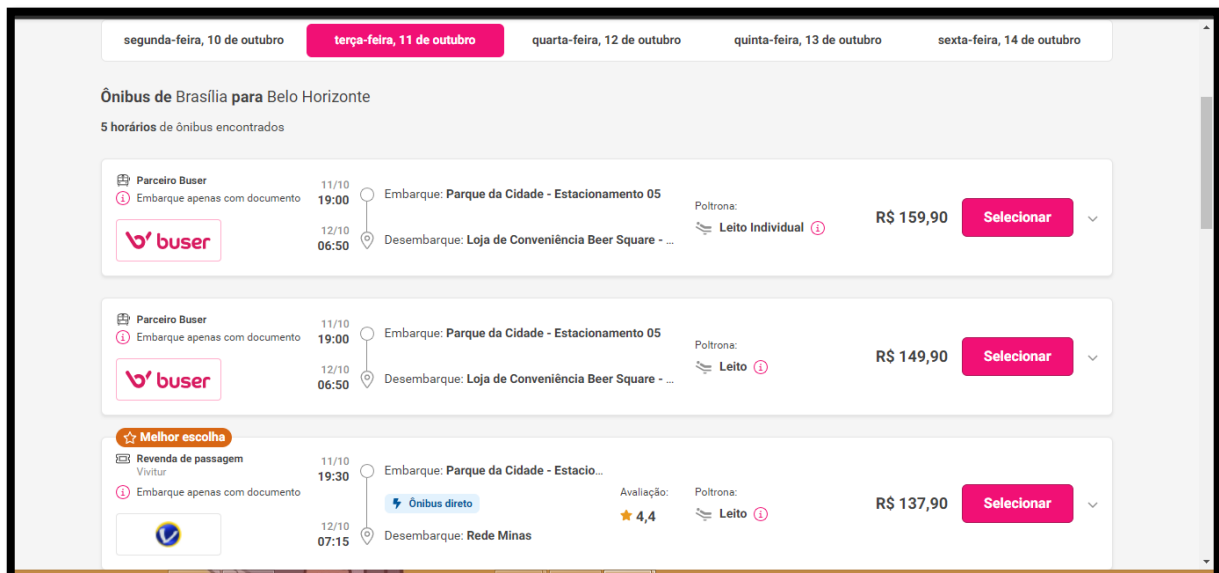 segunda-feira, 10 de outubro terça-feira, 11 de outubro quarta-feira, 12 de outubro quinta-feira, 13 de outubro sexta-feira, 14 de outubro
Ônibus de Brasília para Belo Horizonte
5 horários de ônibus encontrados
Parceiro Buser
Embarque apenas com documento
buser
11/10
19:00
Embarque: Parque da Cidade - Estacionamento 05
12/10
06:50
Desembarque: Loja de Conveniência Beer Square - ...
Poltrona:
Leito Individual
R$ 159,90
Selecionar
Parceiro Buser
Embarque apenas com documento
buser
11/10
19:00
Embarque: Parque da Cidade - Estacionamento 05
12/10
06:50
Desembarque: Loja de Conveniência Beer Square - ...
Poltrona:
Leito
R$ 149,90
Selecionar
Melhor escolha
Revenda de passagem
Vivitur
Embarque apenas com documento
11/10
19:30
Embarque: Parque da Cidade - Estacio...
Ônibus direto
12/10
07:15
Desembarque: Rede Minas
Avaliação:
4,4
Poltrona:
Leito
R$ 137,90
Selecionar